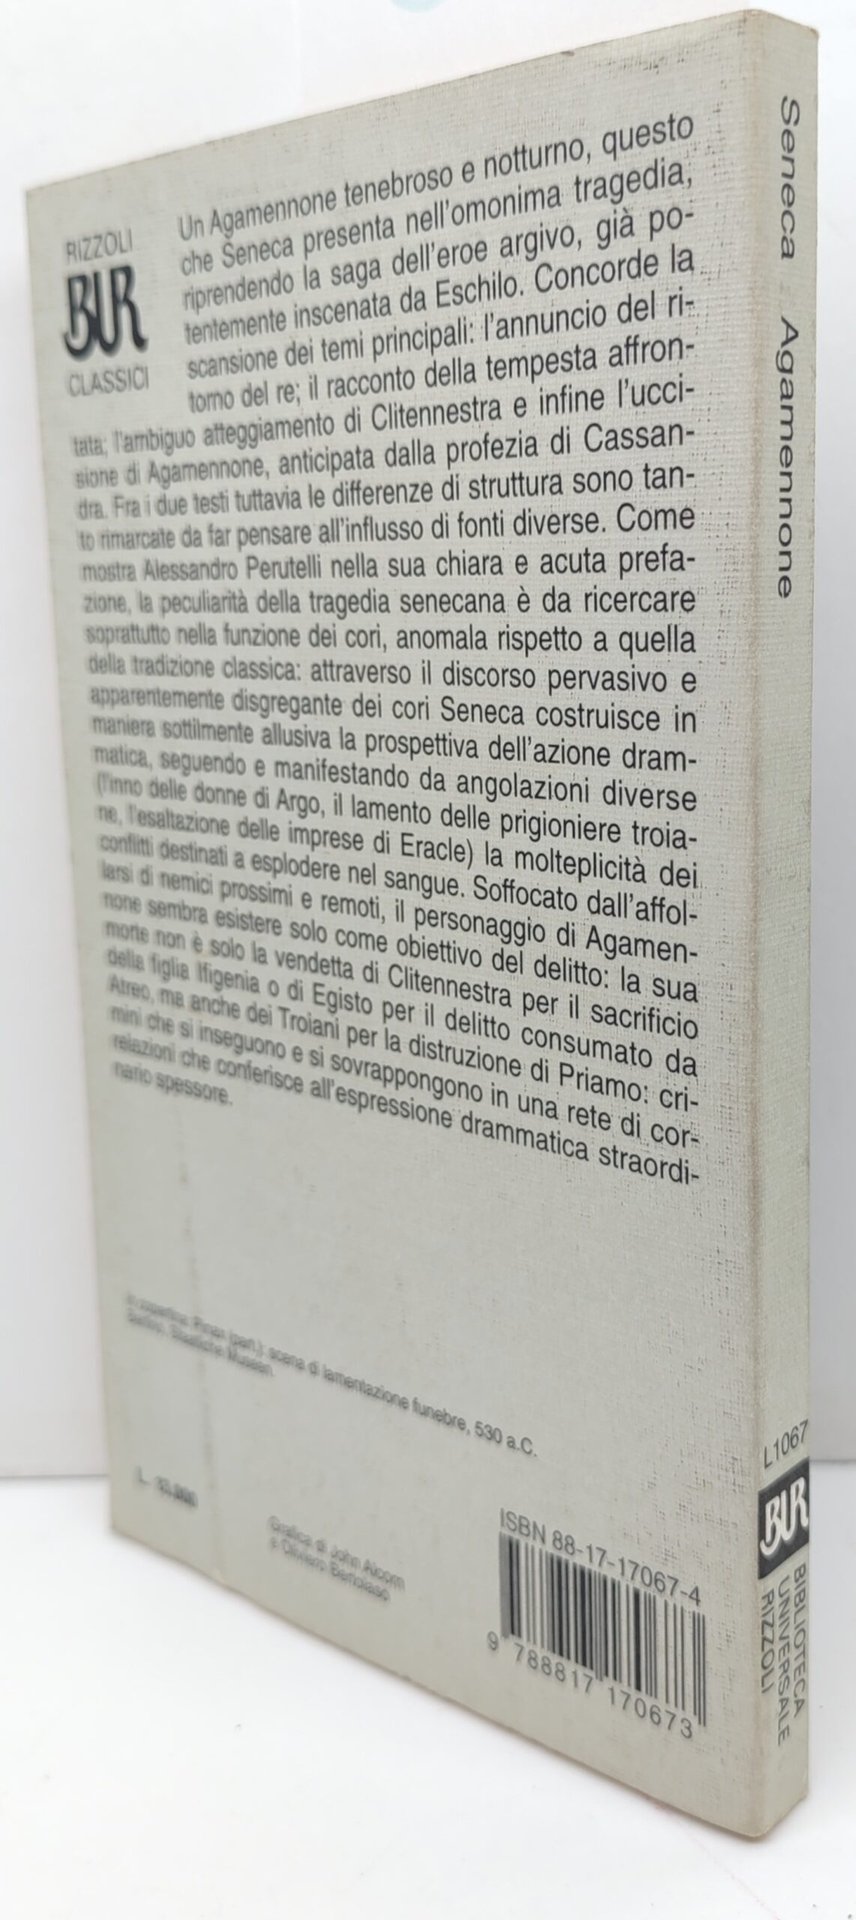 RIZZOLI
BUR
CLASSICI
Un Agamennone tenebroso e notturno, questo
che Seneca presenta nell'omonima tragedia,
riprendendo la saga dell'eroe argivo, già po-
tentemente inscenata da Eschilo. Concorde la
scansione dei temi principali: l'annuncio del ri-
torno del re; il racconto della tempesta affron-
tata; l'ambiguo atteggiamento di Clitennestra e infine l'ucci-
sione di Agamennone, anticipata dalla profezia di Cassan-
dra. Fra i due testi tuttavia le differenze di struttura sono tan-
to rimarcate da far pensare all'influsso di fonti diverse. Come
mostra Alessandro Perutelli nella sua chiara e acuta prefa-
zione, la peculiarità della tragedia senecana è da ricercare
soprattutto nella funzione dei cori, anomala rispetto a quella
della tradizione classica: attraverso il discorso pervasivo e
apparentemente disgregante dei cori Seneca costruisce in
maniera sottilmente allusiva la prospettiva dell'azione dram-
matica, seguendo e manifestando da angolazioni diverse
(l'inno delle donne di Argo, il lamento delle prigioniere troia-
ne, l'esaltazione delle imprese di Eracle) la molteplicità dei
conflitti destinati a esplodere nel sangue. Soffocato dall'affol-
larsi di nemici prossimi e remoti, il personaggio di Agamen-
none sembra esistere solo come obiettivo del delitto: la sua
morte non è solo la vendetta di Clitennestra per il sacrificio
della figlia Ifigenia o di Egisto per il delitto consumato da
Atreo, ma anche dei Troiani per la distruzione di Priamo: cri-
mini che si inseguono e si sovrappongono in una rete di cor-
relazioni che conferisce all'espressione drammatica straordi-
nario spessore.
In copertina: Pinax (part.): scena di lamentazione funebre, 530 a.C.
Berlino, Staatliche Museen.
L.
Grafica di John Alcorn
e Oliviero Bertolaso
ISBN 88-17-17067-4
9 788817 170673
Seneca Agamennone
L1067
BUR
BIBLIOTECA
UNIVERSALE
RIZZOLI